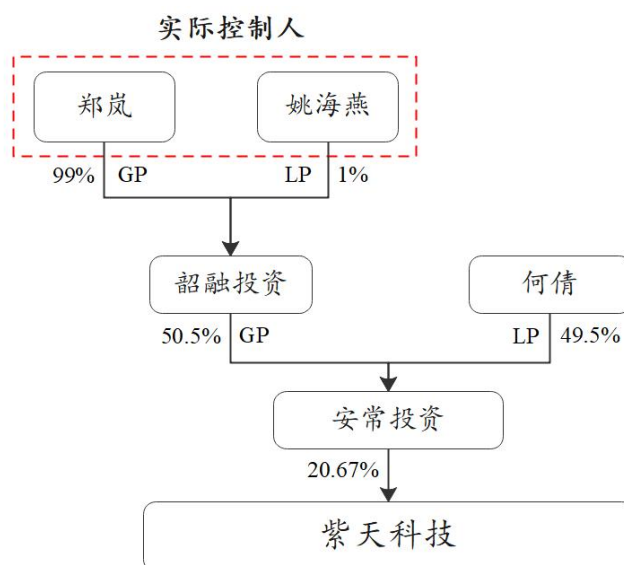 实际控制人
郑岚
姚海燕
99% GP
LP 1%
韶融投资
何倩
50.5% GP
LP 49.5%
安常投资
20.67%
紫天科技